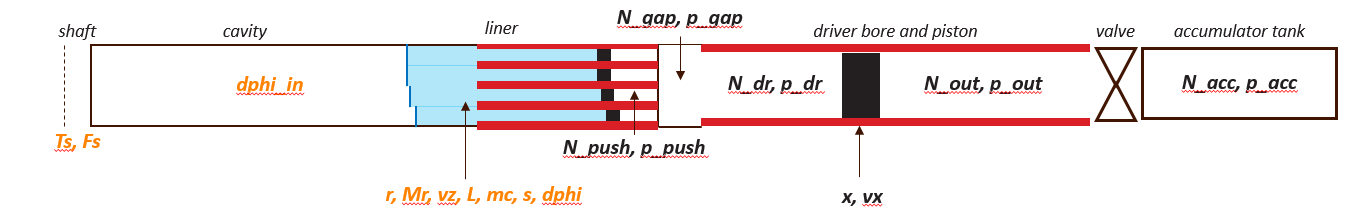 N_gap, p_gap
shaft
cavity
liner
driver bore and piston
valve
accumulator tank
dphi_in
N_dr, p_dr
N_out, p_out
N_acc, p_acc
Ts, Fs
N_push, p_push
r, Mr, vz, L, mc, s, dphi
x, vx